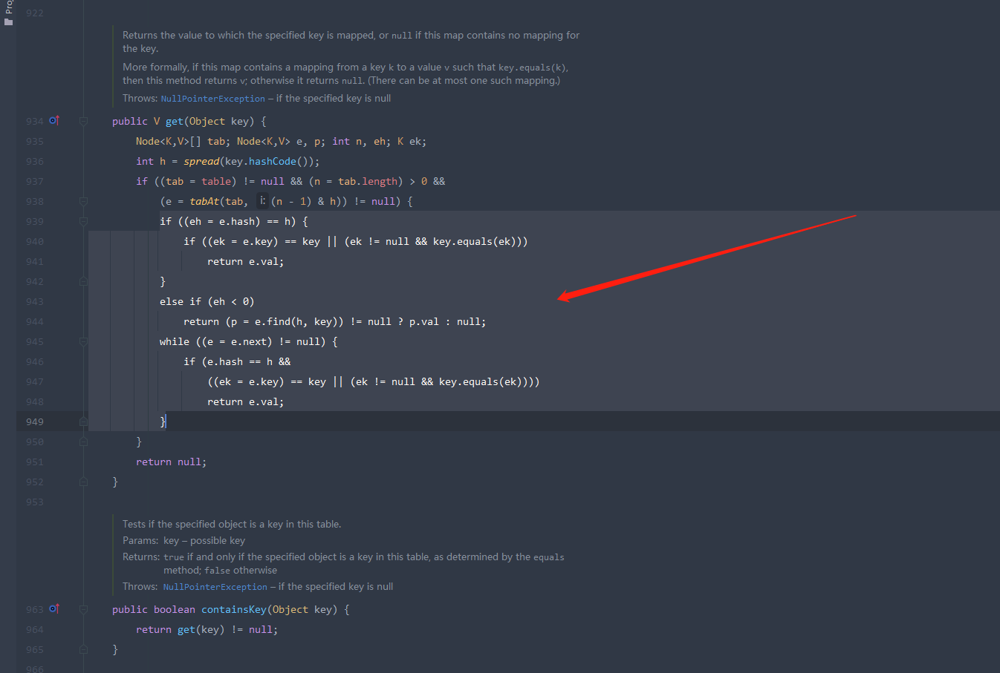 Pro
922
Returns the value to which the specified key is mapped, or null if this map contains no mapping for
the key.
More formally, if this map contains a mapping from a key k to a value v such that key.equals(k),
then this method returns v; otherwise it returns null. (There can be at most one such mapping.)
Throws: NullPointerException – if the specified key is null
934 public V get(Object key) {
935 Node<K,V>[] tab; Node<K,V> e, p; int n, eh; K ek;
936 int h = spread(key.hashCode());
937 if ((tab = table) != null && (n = tab.length) > 0 &&
938 (e = tabAt(tab, i: (n - 1) & h)) != null) {
939 if ((eh = e.hash) == h) {
940 if ((ek = e.key) == key || (ek != null && key.equals(ek)))
941 return e.val;
942 }
943 else if (eh < 0)
944 return (p = e.find(h, key)) != null ? p.val : null;
945 while ((e = e.next) != null) {
946 if (e.hash == h &&
947 ((ek = e.key) == key || (ek != null && key.equals(ek))))
948 return e.val;
949 }
950 }
951 return null;
952 }
953
Tests if the specified object is a key in this table.
Params: key – possible key
Returns: true if and only if the specified object is a key in this table, as determined by the equals
method; false otherwise
Throws: NullPointerException – if the specified key is null
963 public boolean containsKey(Object key) {
964 return get(key) != null;
965 }
966